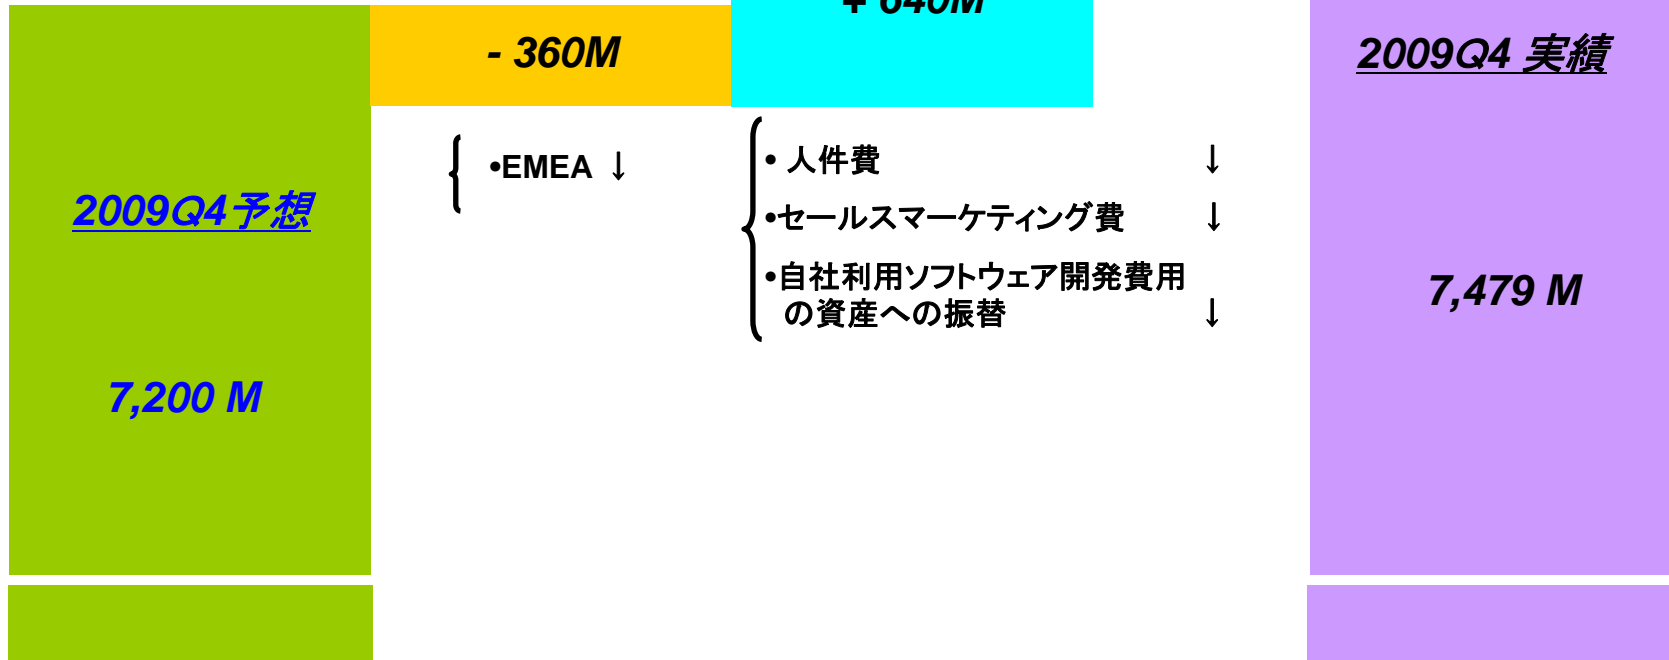 + 640M
- 360M
2009Q4 実績
•EMEA ↓
• 人件費 ↓
•セールスマーケティング費 ↓
•自社利用ソフトウェア開発費用
の資産への振替 ↓
2009Q4予想
7,479 M
7,200 M